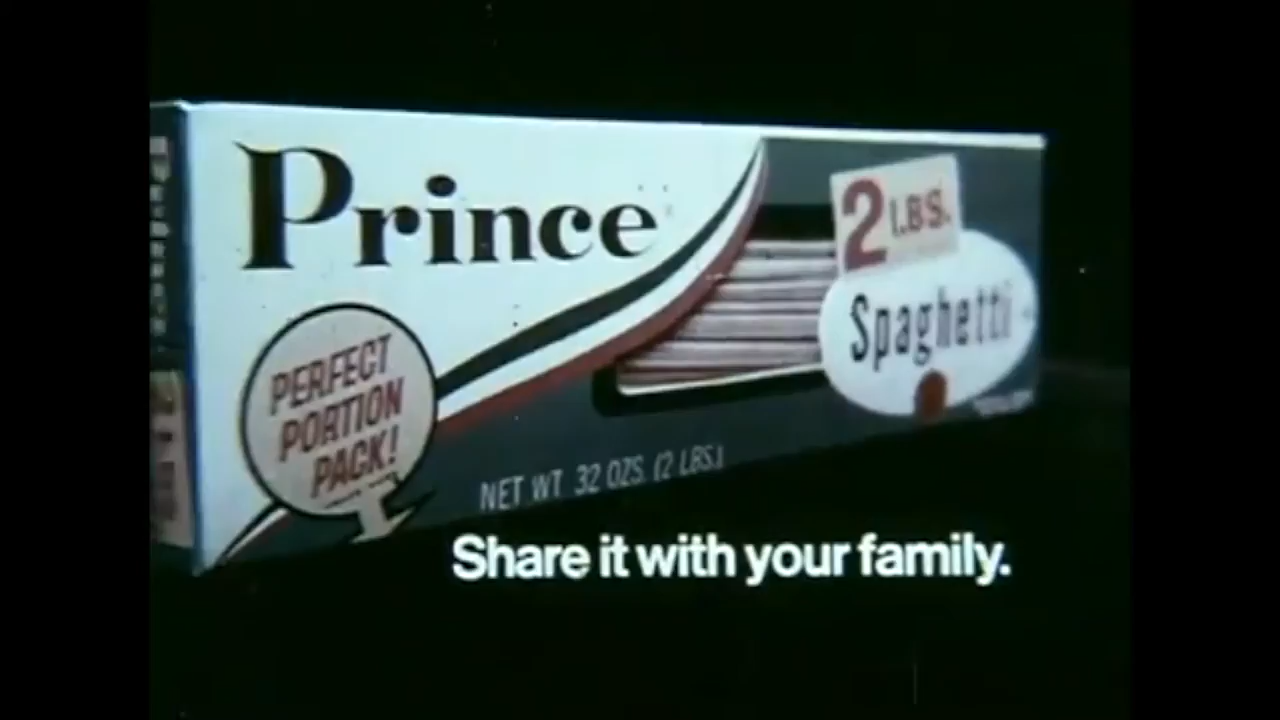 Prince
2 LBS.
Spaghetti
PERFECT
PORTION
PACK!
NET WT. 32 OZS. (2 LBS.)
Share it with your family.